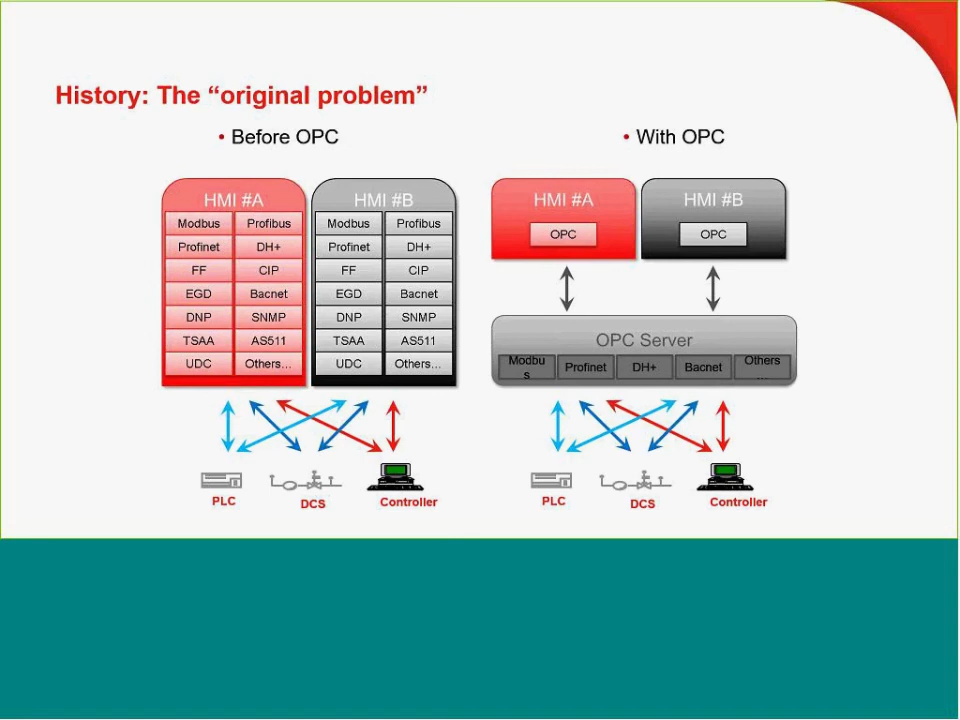 History: The “original problem”
• Before OPC
HMI #A
Modbus Profibus
Profinet DH+
FF CIP
EGD Bacnet
DNP SNMP
TSAA AS511
UDC Others...
HMI #B
Modbus Profibus
Profinet DH+
FF CIP
EGD Bacnet
DNP SNMP
TSAA AS511
UDC Others...
PLC
DCS
Controller
• With OPC
HMI #A
OPC
HMI #B
OPC
OPC Server
Modbu
s
Profinet
DH+
Bacnet
Others
...
PLC
DCS
Controller